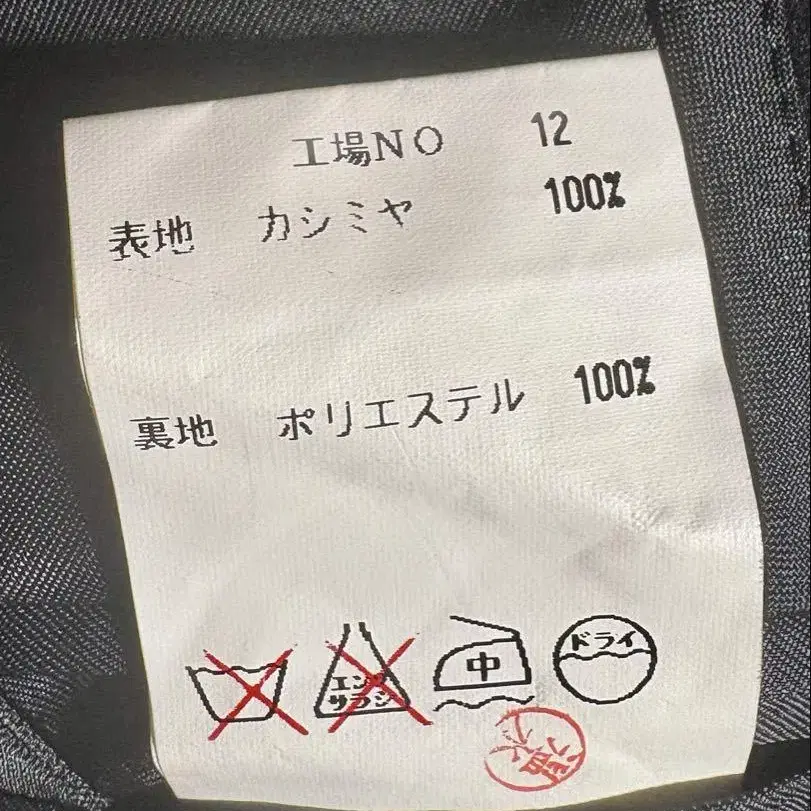 工場NO 12
表地 カシミヤ 100%
裏地 ポリエステル 100%
エンソサラシ
中
ドライ